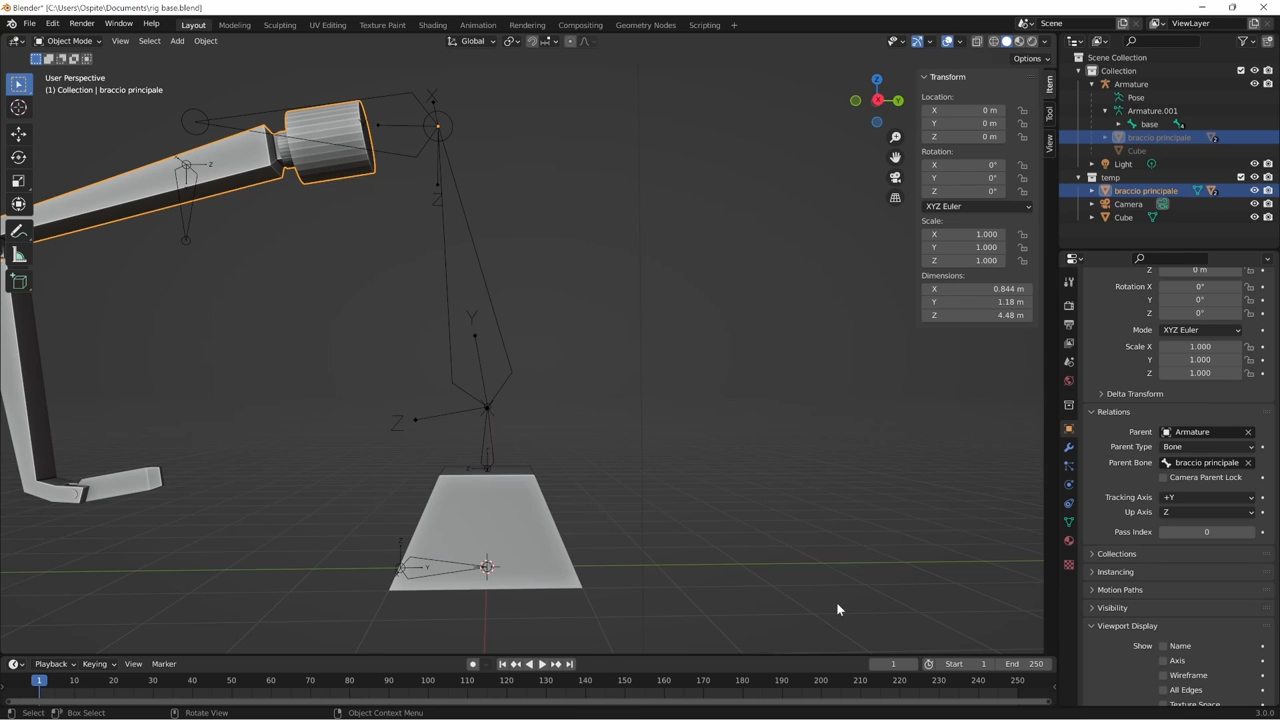 Blender* [C:\Users\Ospite\Documents\rig base.blend]
File Edit Render Window Help Layout Modeling Sculpting UV Editing Texture Paint Shading Animation Rendering Compositing Geometry Nodes Scripting + Scene ViewLayer
Object Mode View Select Add Object Global
Options
User Perspective
(1) Collection | braccio principale
Transform
Location:
X 0 m
Y 0 m
Z 0 m
Rotation:
X 0°
Y 0°
Z 0°
XYZ Euler
Scale:
X 1.000
Y 1.000
Z 1.000
Dimensions:
X 0.844 m
Y 1.18 m
Z 4.48 m
Item
Tool
View
Z
X
Y
X
Z
Z
Y
Z
Z
Y
Scene Collection
Collection
Armature
Pose
Armature.001
base
braccio principale
Cube
Light
temp
braccio principale
Camera
Cube
Z 0 m
Rotation X 0°
Y 0°
Z 0°
Mode XYZ Euler
Scale X 1.000
Y 1.000
Z 1.000
Delta Transform
Relations
Parent Armature
Parent Type Bone
Parent Bone braccio principale
Camera Parent Lock
Tracking Axis +Y
Up Axis Z
Pass Index 0
Collections
Instancing
Motion Paths
Visibility
Viewport Display
Show Name
Axis
Wireframe
All Edges
Texture Space
Playback Keying View Marker 1 Start 1 End 250
1 10 20 30 40 50 60 70 80 90 100 110 120 130 140 150 160 170 180 190 200 210 220 230 240 250
Select Box Select Rotate View Object Context Menu 3.0.0